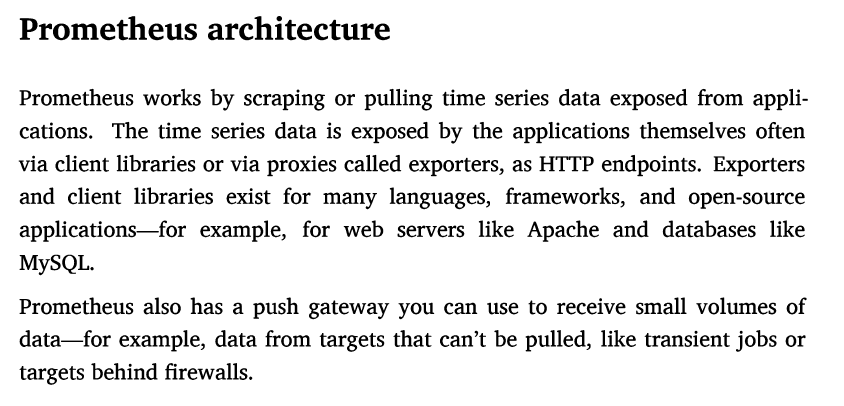 Prometheus architecture
Prometheus works by scraping or pulling time series data exposed from appli-
cations. The time series data is exposed by the applications themselves often
via client libraries or via proxies called exporters, as HTTP endpoints. Exporters
and client libraries exist for many languages, frameworks, and open-source
applications—for example, for web servers like Apache and databases like
MySQL.
Prometheus also has a push gateway you can use to receive small volumes of
data—for example, data from targets that can’t be pulled, like transient jobs or
targets behind firewalls.